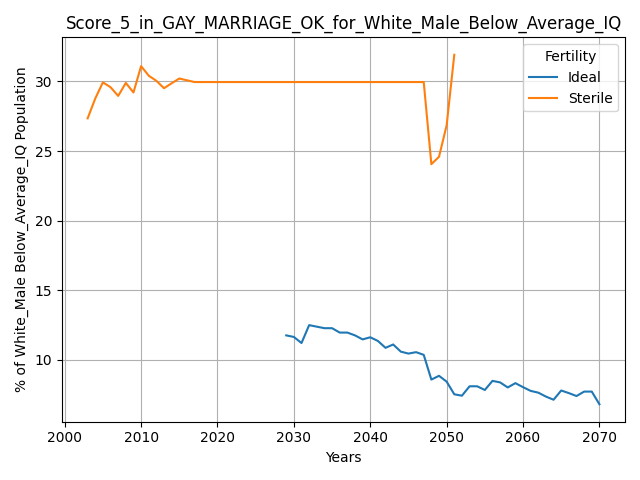 Score_5_in_GAY_MARRIAGE_OK_for_White_Male_Below_Average_IQ
Fertility
Ideal
Sterile
% of White_Male Below_Average_IQ Population
30
25
20
15
10
2000 2010 2020 2030 2040 2050 2060 2070
Years